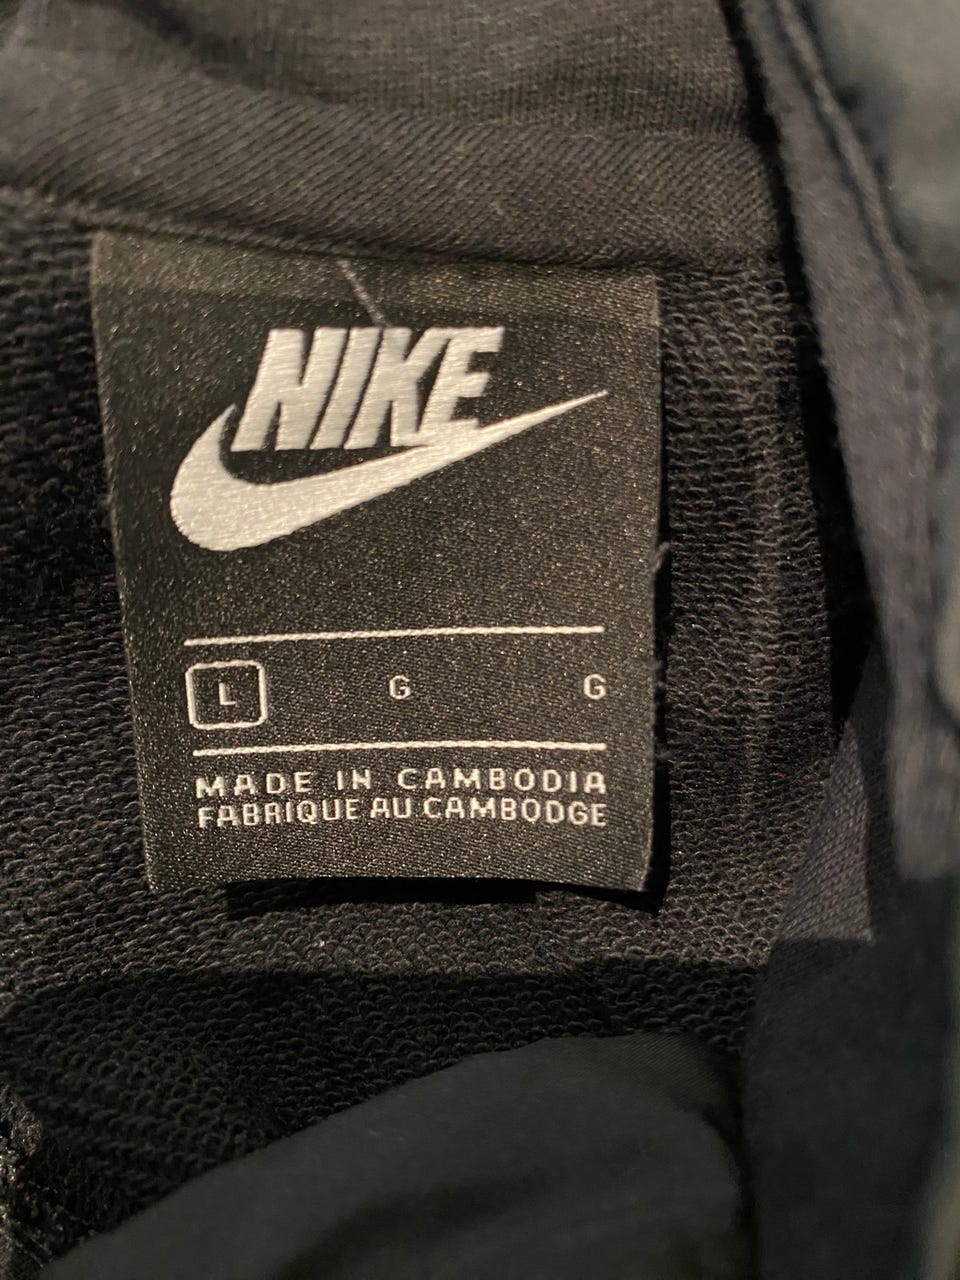 NIKE
L G G
MADE IN CAMBODIA
FABRIQUE AU CAMBODGE